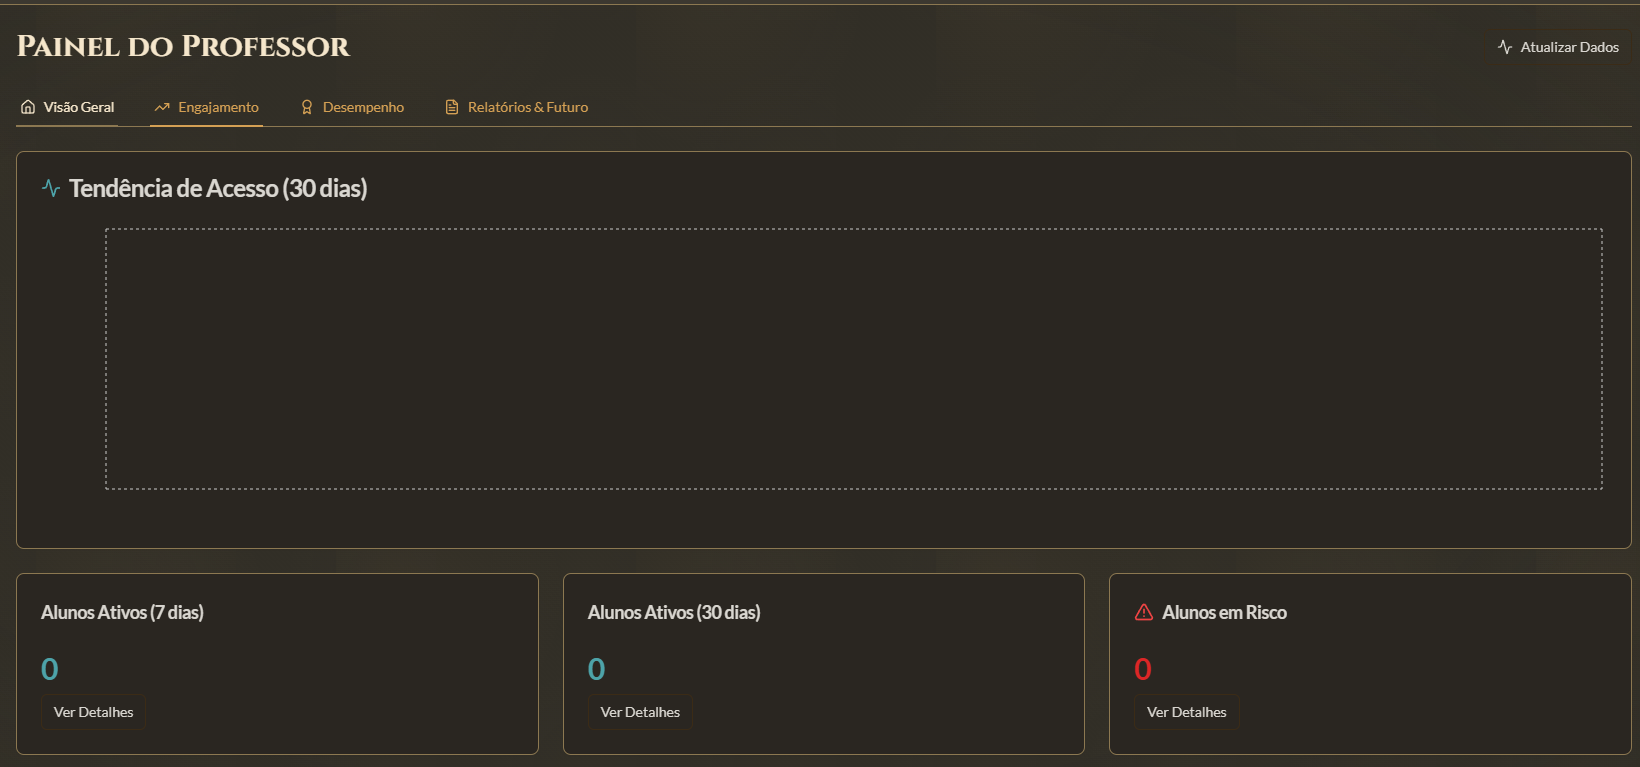 Painel do Professor
Atualizar Dados
Visão Geral
Engajamento
Desempenho
Relatórios & Futuro
Tendência de Acesso (30 dias)
Alunos Ativos (7 dias)
0
Ver Detalhes
Alunos Ativos (30 dias)
0
Ver Detalhes
Alunos em Risco
0
Ver Detalhes